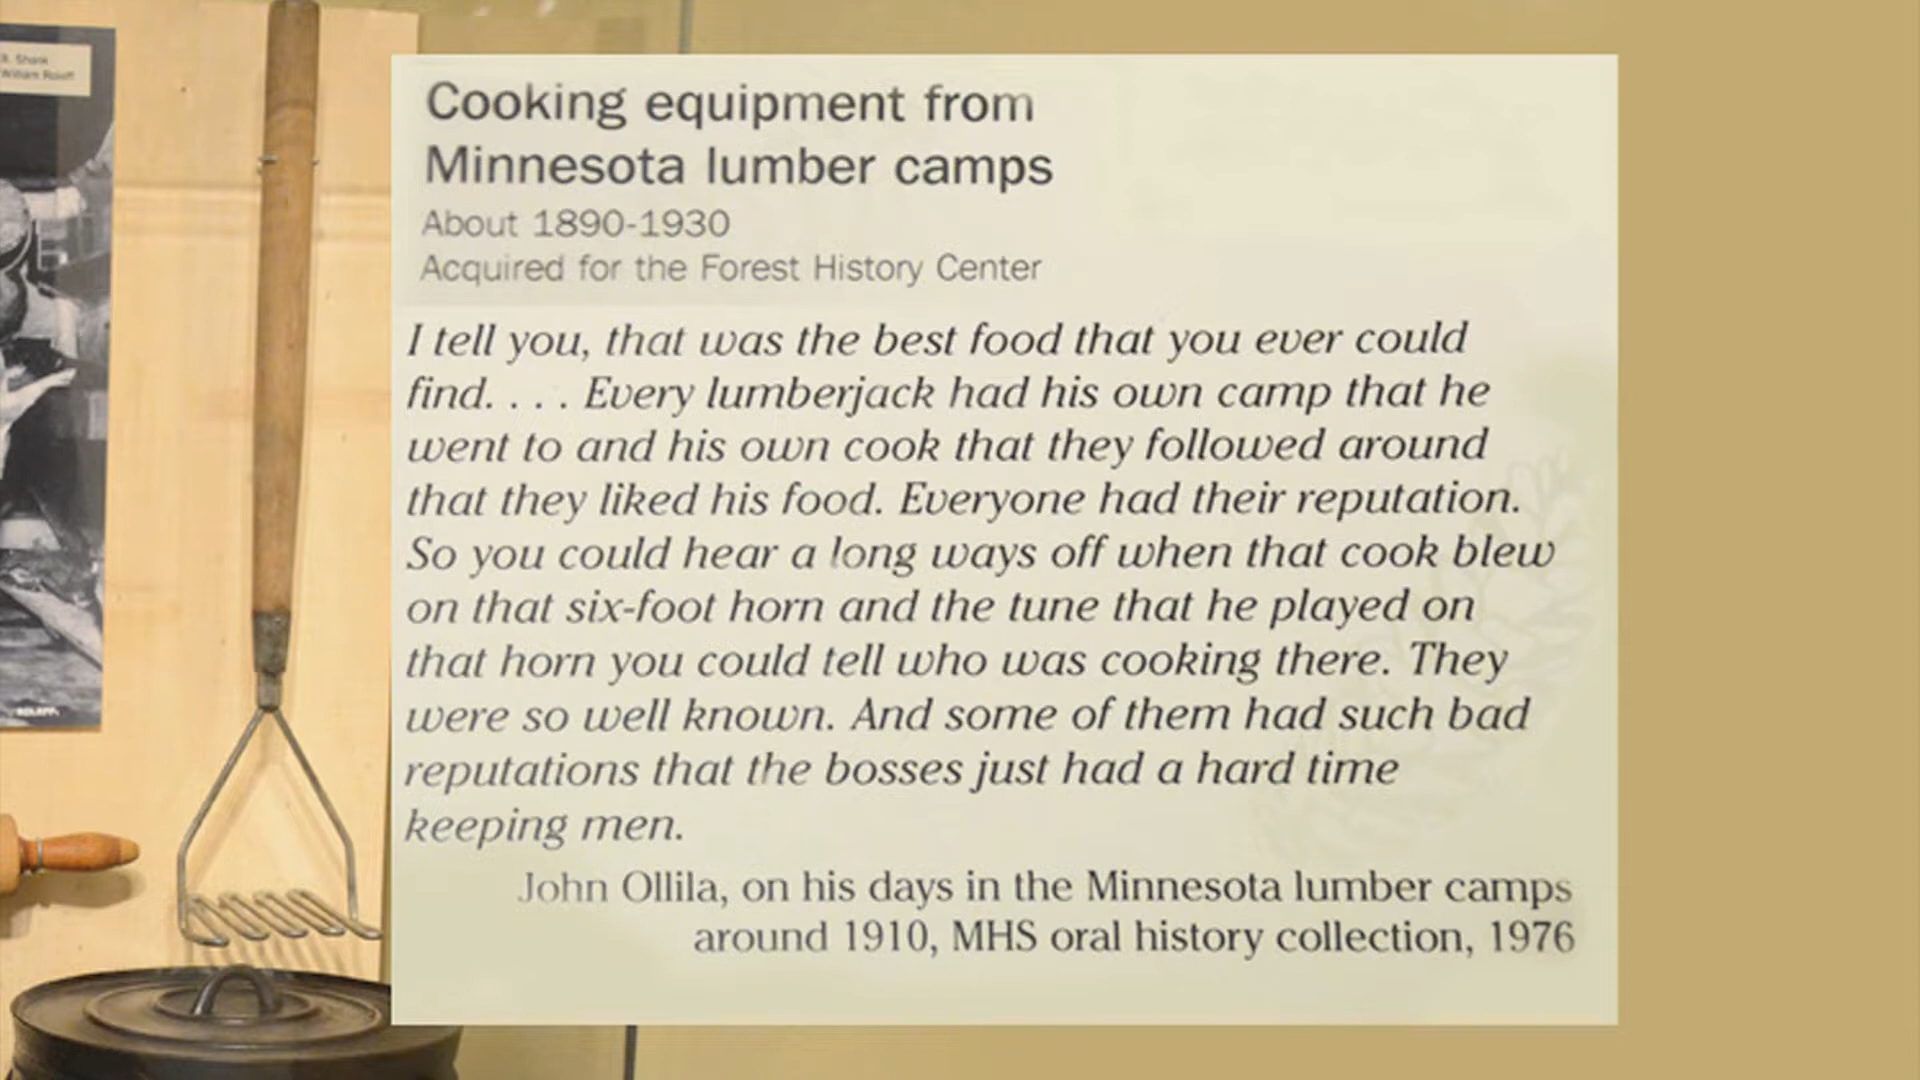 R. Shank
William Roleff
Cooking equipment from
Minnesota lumber camps
About 1890-1930
Acquired for the Forest History Center
I tell you, that was the best food that you ever could
find. . . . Every lumberjack had his own camp that he
went to and his own cook that they followed around
that they liked his food. Everyone had their reputation.
So you could hear a long ways off when that cook blew
on that six-foot horn and the tune that he played on
that horn you could tell who was cooking there. They
were so well known. And some of them had such bad
reputations that the bosses just had a hard time
keeping men.
John Ollila, on his days in the Minnesota lumber camps
around 1910, MHS oral history collection, 1976